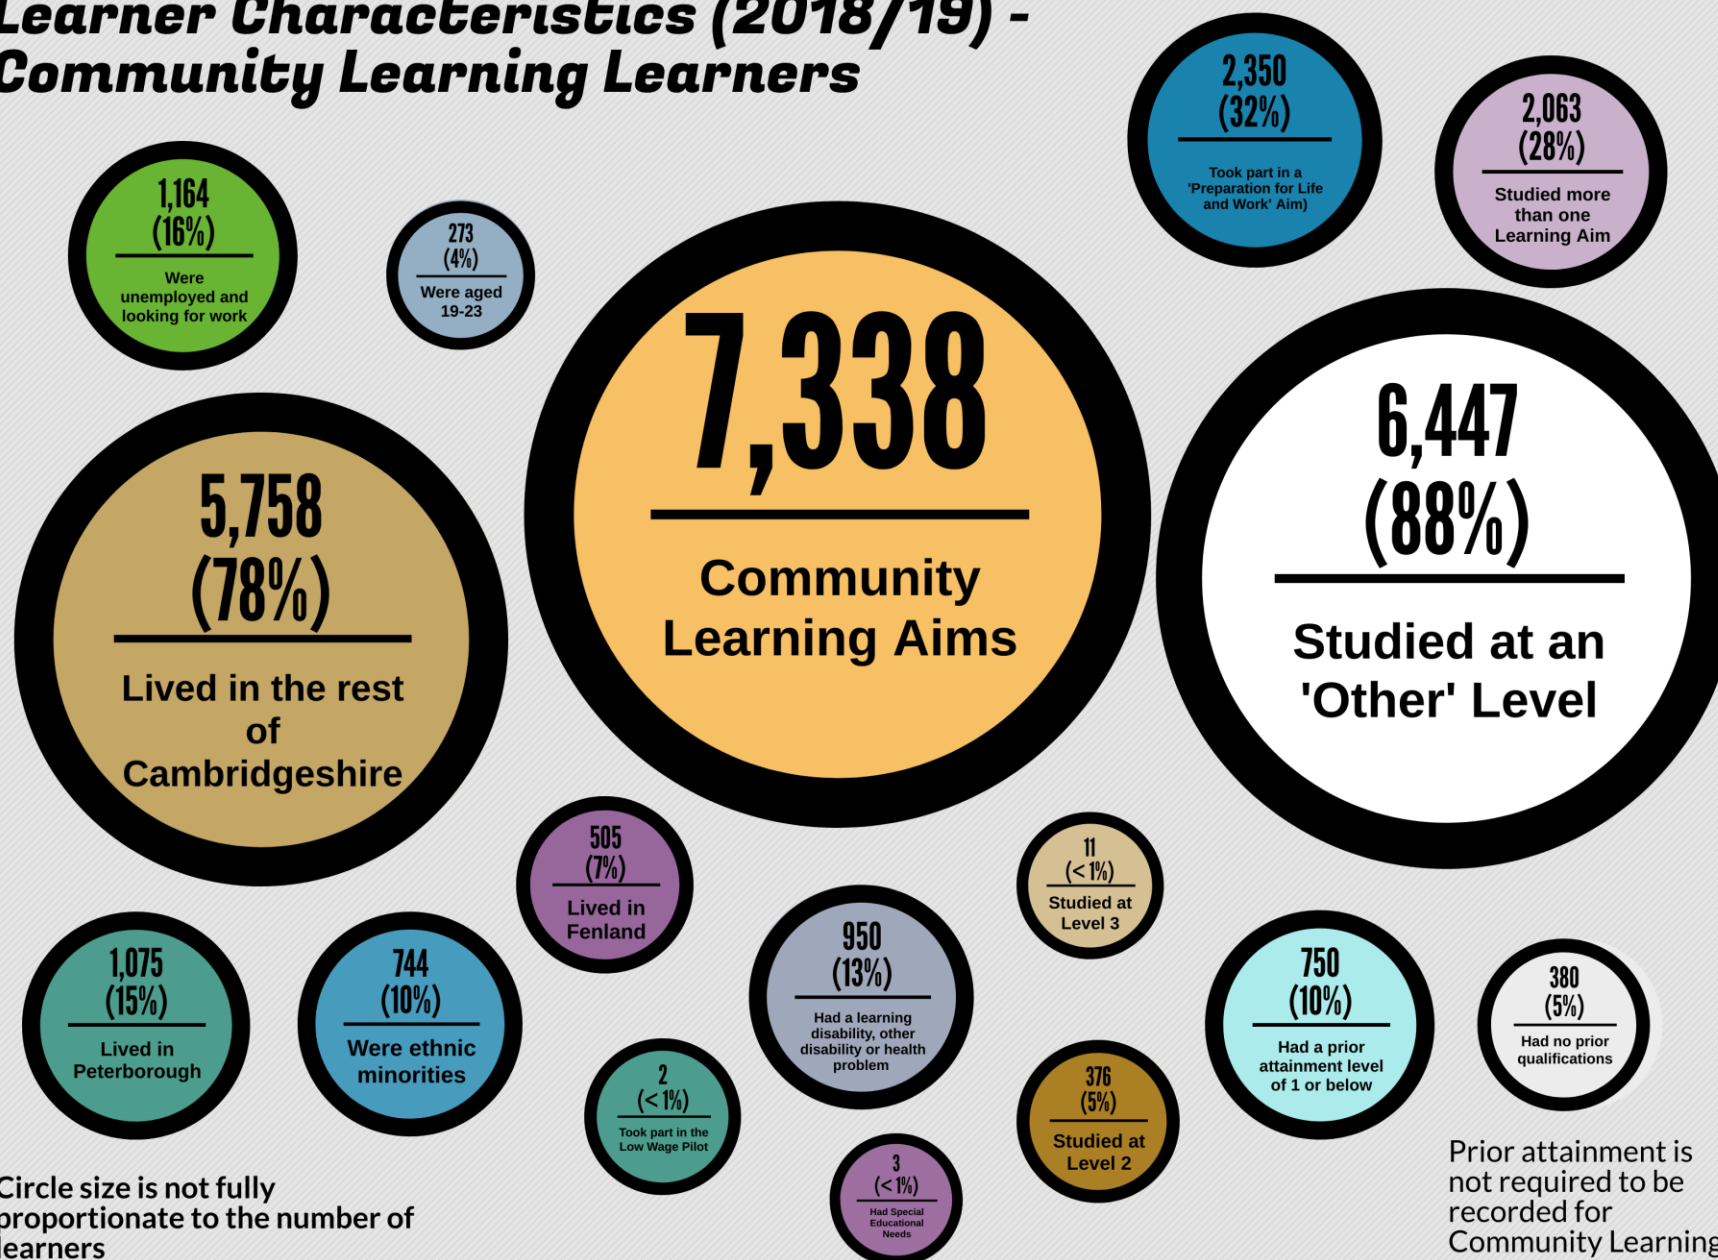 Learner Characteristics (2018/19) -
Community Learning Learners
2,350
(32%)
Took part in a
'Preparation for Life
and Work' Aim)
2,063
(28%)
Studied more
than one
Learning Aim
1,164
(16%)
Were
unemployed and
looking for work
273
(4%)
Were aged
19-23
7,338
Community
Learning Aims
6,447
(88%)
Studied at an
'Other' Level
5,758
(78%)
Lived in the rest
of
Cambridgeshire
505
(7%)
Lived in
Fenland
11
(< 1%)
Studied at
Level 3
1,075
(15%)
Lived in
Peterborough
744
(10%)
Were ethnic
minorities
950
(13%)
Had a learning
disability, other
disability or health
problem
750
(10%)
Had a prior
attainment level
of 1 or below
380
(5%)
Had no prior
qualifications
2
(< 1%)
Took part in the
Low Wage Pilot
376
(5%)
Studied at
Level 2
3
(< 1%)
Had Special
Educational
Needs
Circle size is not fully
proportionate to the number of
learners
Prior attainment is
not required to be
recorded for
Community Learning